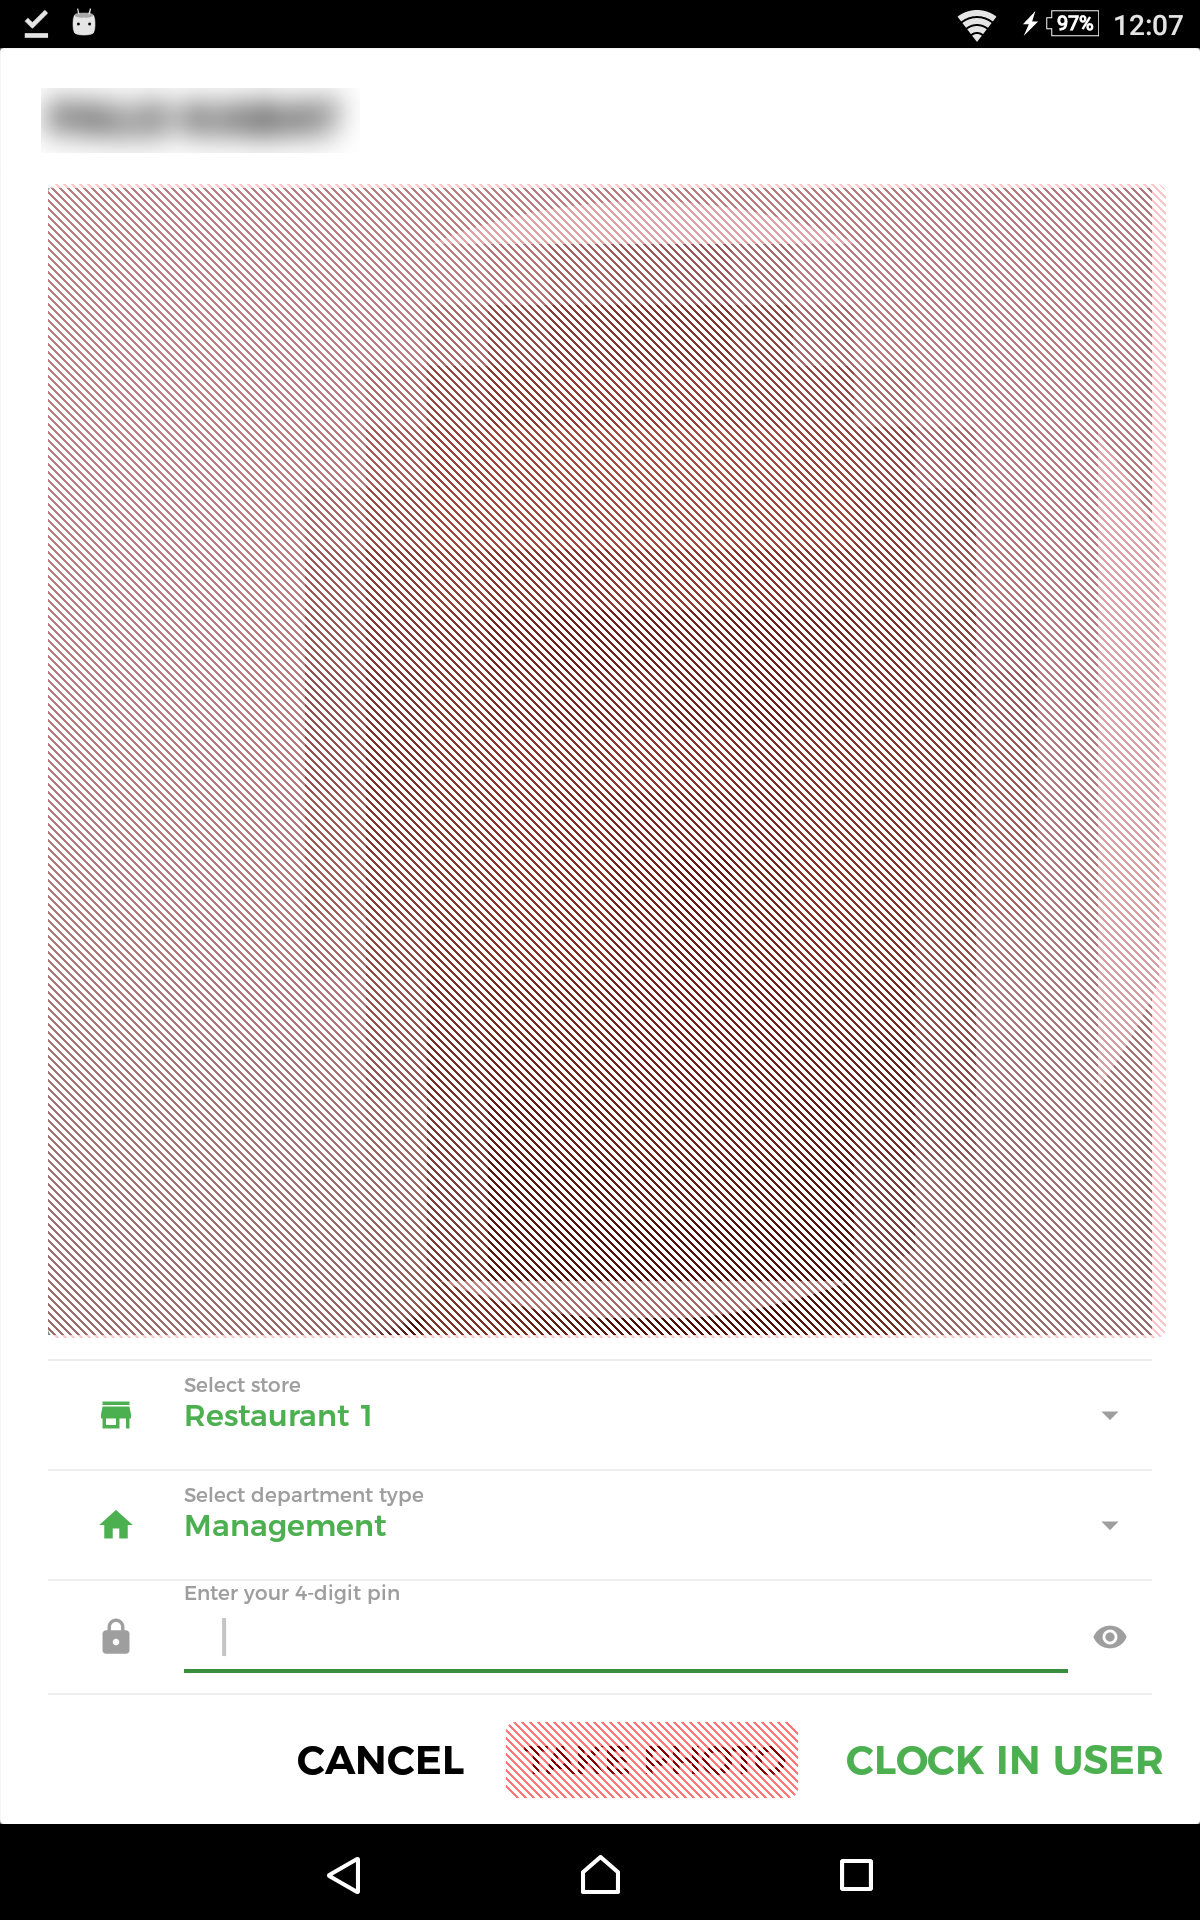 97% 12:07
Select store
Restaurant 1
Select department type
Management
Enter your 4-digit pin
CANCEL TAKE PHOTO CLOCK IN USER